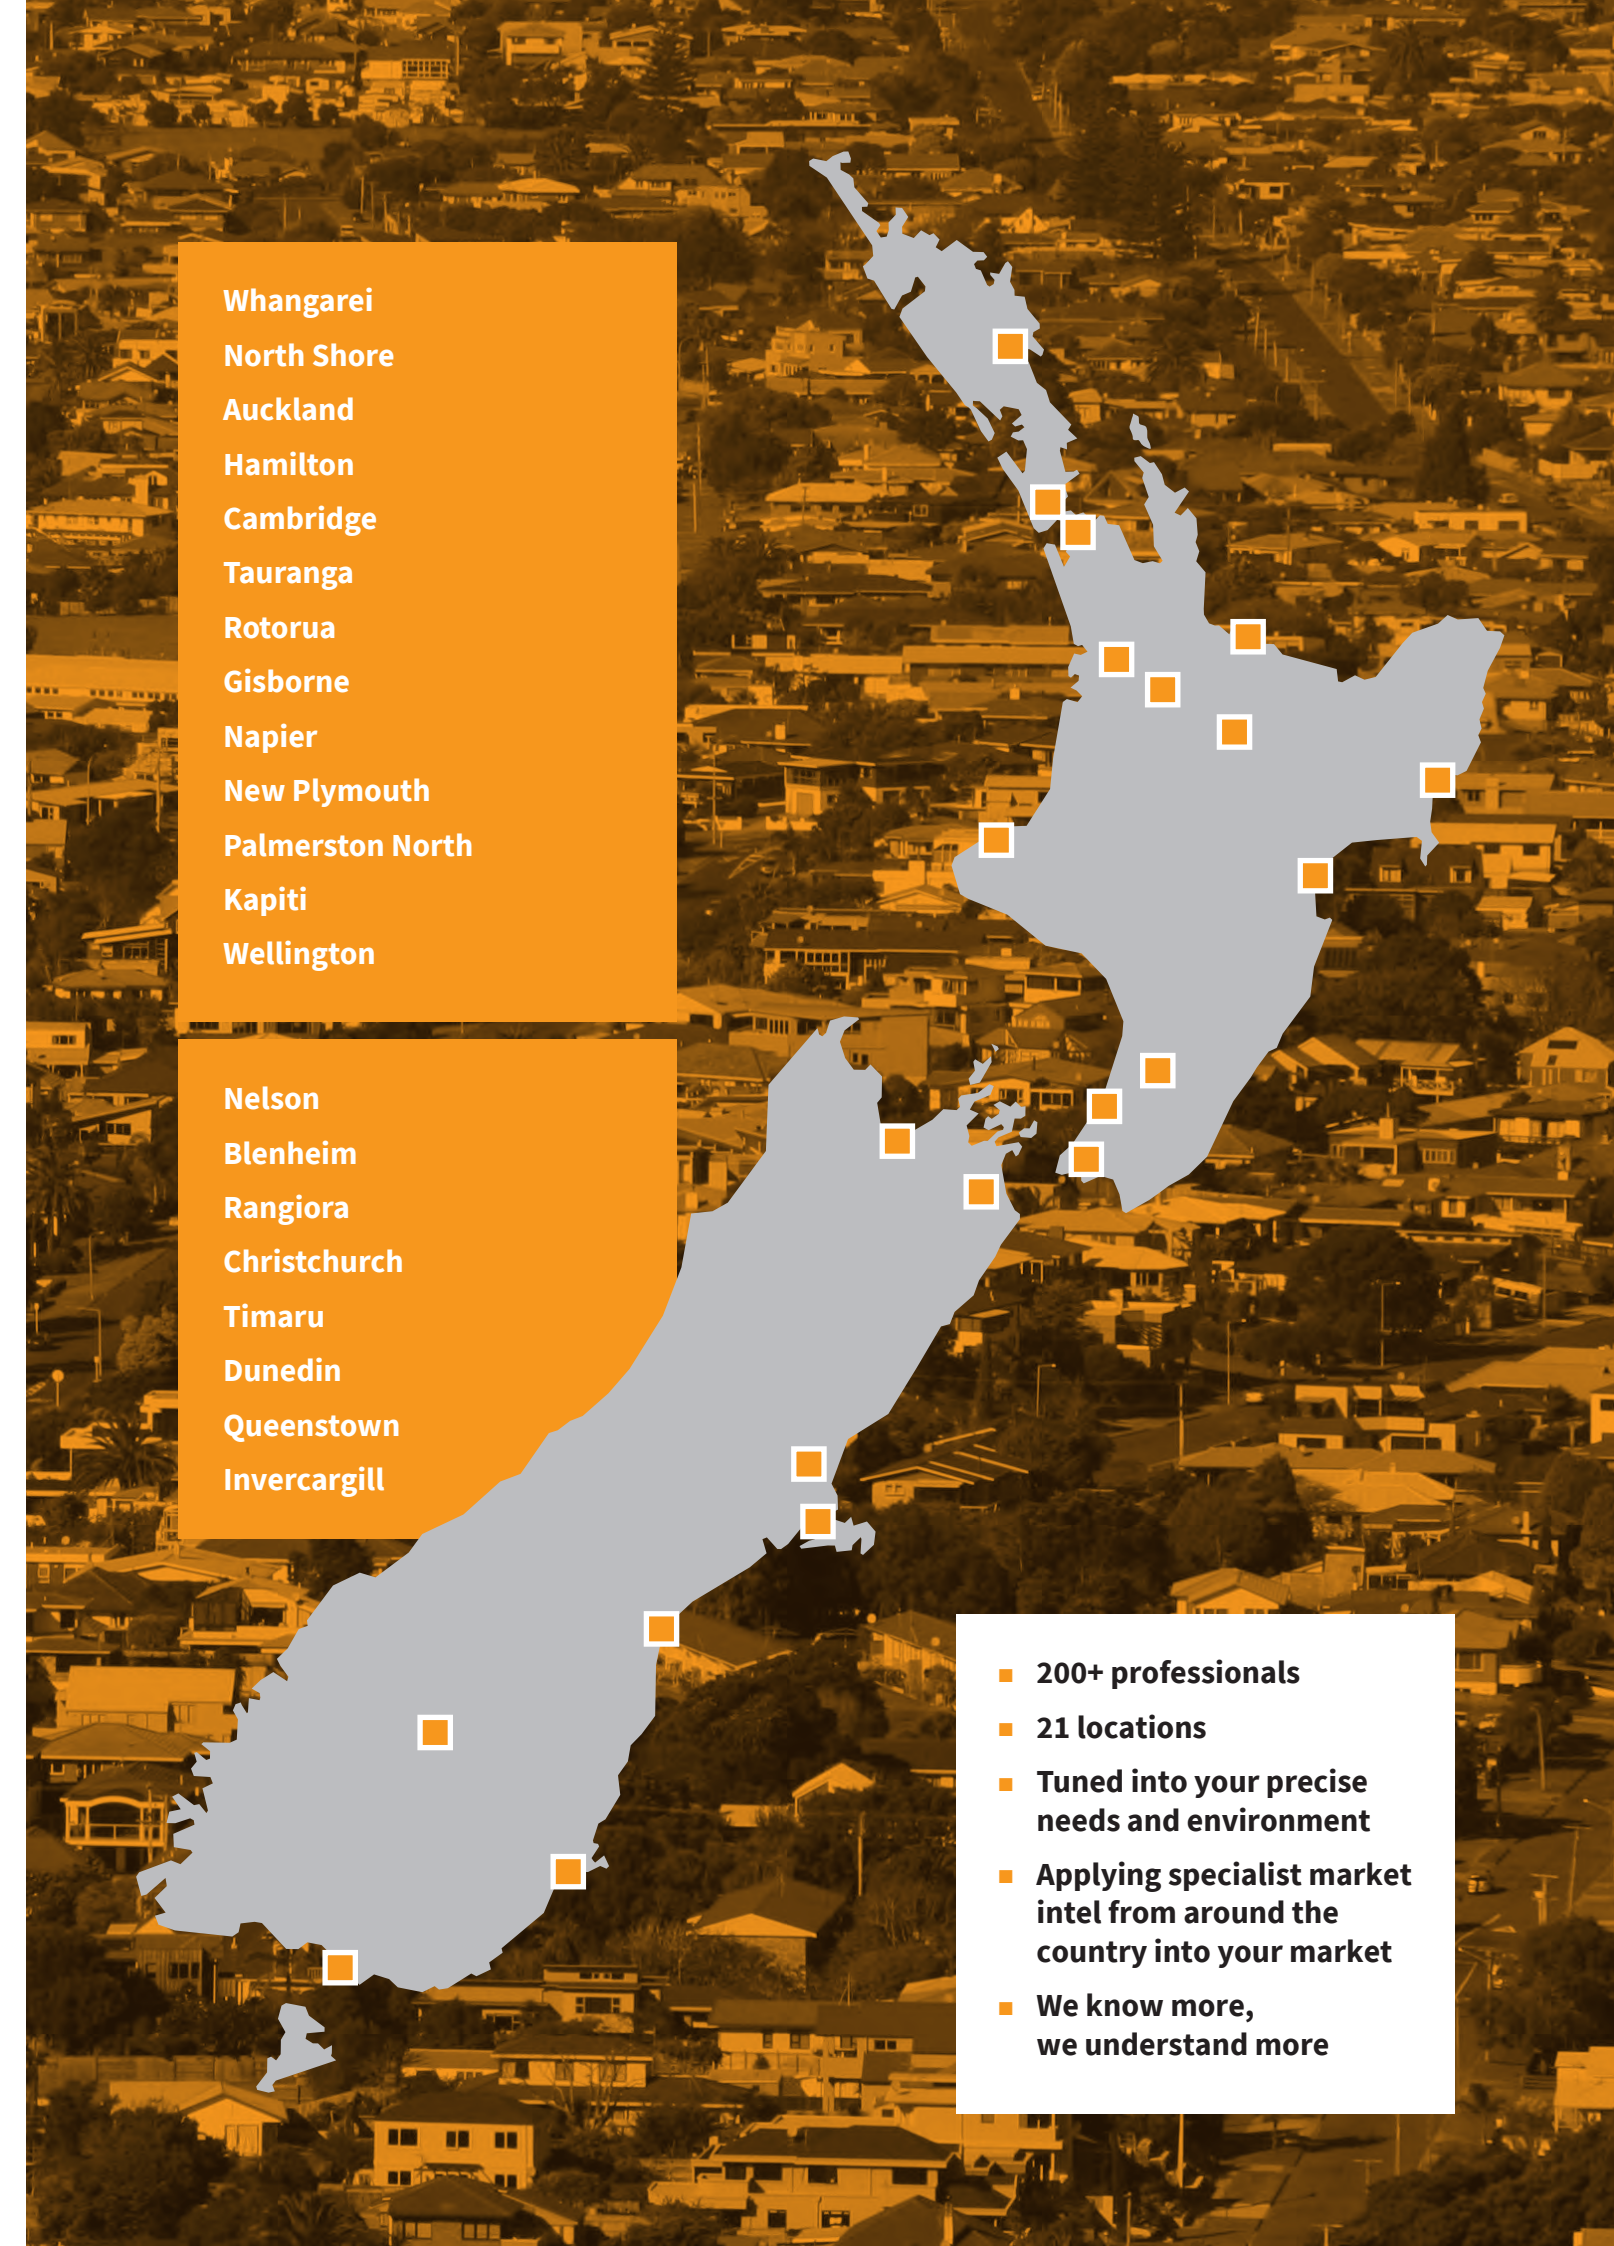 Whangarei
North Shore
Auckland
Hamilton
Cambridge
Tauranga
Rotorua
Gisborne
Napier
New Plymouth
Palmerston North
Kapiti
Wellington
Nelson
Blenheim
Rangiora
Christchurch
Timaru
Dunedin
Queenstown
Invercargill
200+ professionals
21 locations
Tuned into your precise
needs and environment
Applying specialist market
intel from around the
country into your market
We know more,
we understand more